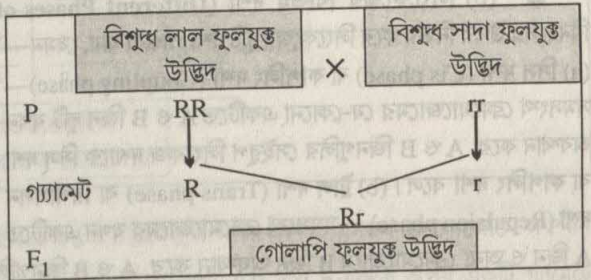 বিশুদ্ধ লাল ফুলযুক্ত
উদ্ভিদ
×
বিশুদ্ধ সাদা ফুলযুক্ত
উদ্ভিদ
P RR rr
গ্যামেট R r
Rr
F₁ গোলাপি ফুলযুক্ত উদ্ভিদ